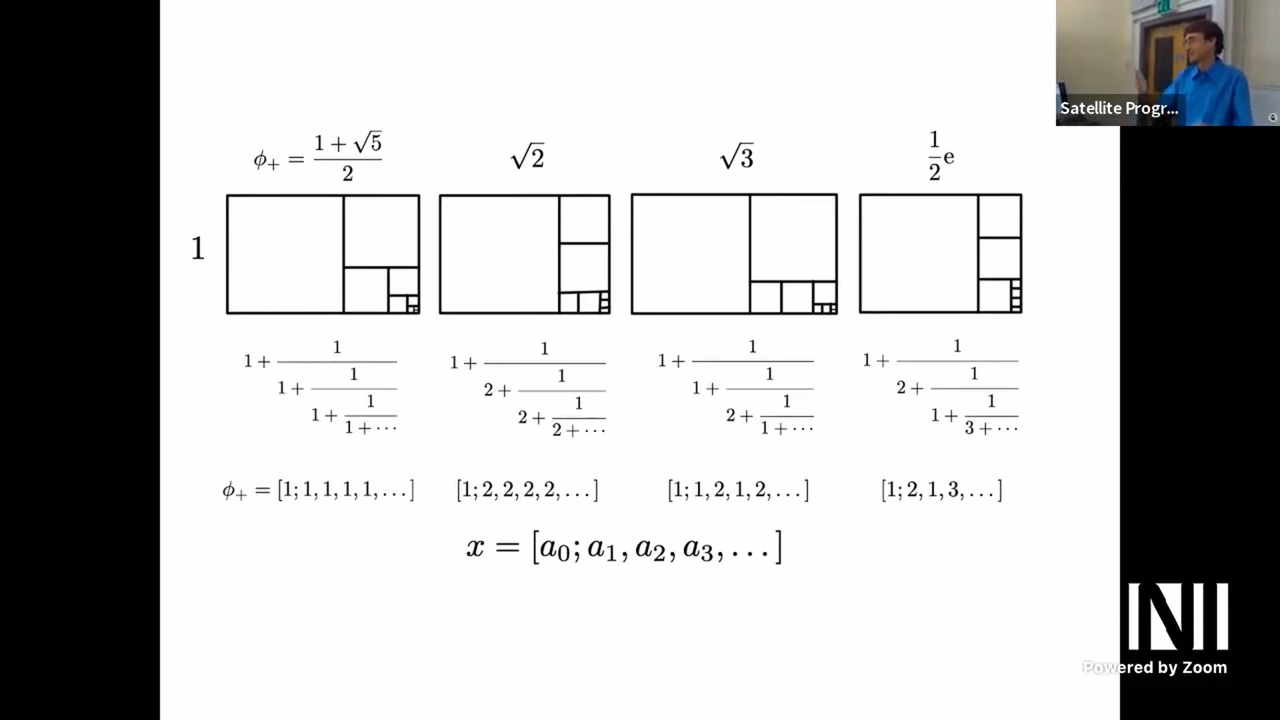 Satellite Progr...
ϕ₊ = (1 + √5)/2
√2
√3
1/2 e
1
1 + 1/(1 + 1/(1 + 1/(1 + ⋯)))
1 + 1/(2 + 1/(2 + 1/(2 + ⋯)))
1 + 1/(1 + 1/(2 + 1/(1 + ⋯)))
1 + 1/(2 + 1/(1 + 1/(3 + ⋯)))
ϕ₊ = [1; 1, 1, 1, 1, …]
[1; 2, 2, 2, 2, …]
[1; 1, 2, 1, 2, …]
[1; 2, 1, 3, …]
x = [a₀; a₁, a₂, a₃, …]
NI
Powered by Zoom